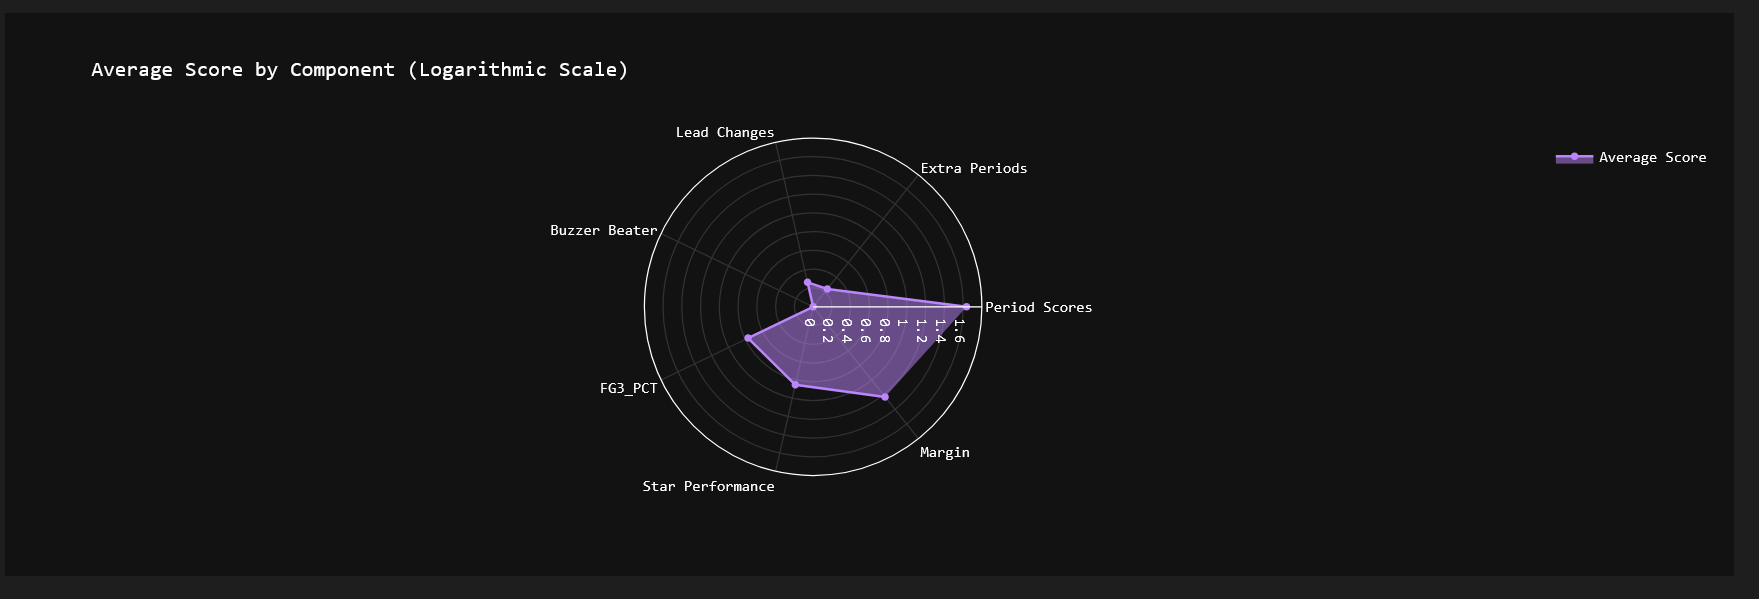 Average Score by Component (Logarithmic Scale)
Lead Changes
Extra Periods
Average Score
Buzzer Beater
Period Scores
0
0.2
0.4
0.6
0.8
1
1.2
1.4
1.6
FG3_PCT
Margin
Star Performance